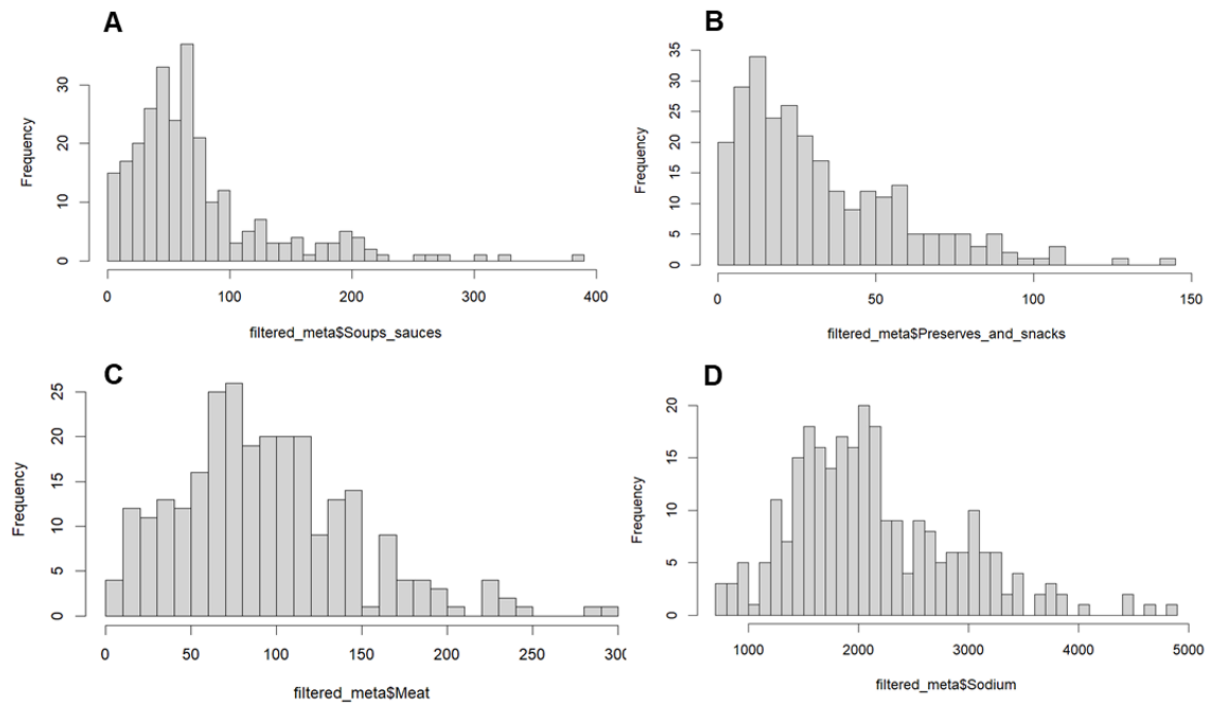 A
Frequency
0 10 20 30
0 100 200 300 400
filtered_meta$Soups_sauces
B
Frequency
0 5 10 15 20 25 30 35
0 50 100 150
filtered_meta$Preserves_and_snacks
C
Frequency
0 5 10 15 20 25
0 50 100 150 200 250 300
filtered_meta$Meat
D
Frequency
0 5 10 15 20
1000 2000 3000 4000 5000
filtered_meta$Sodium